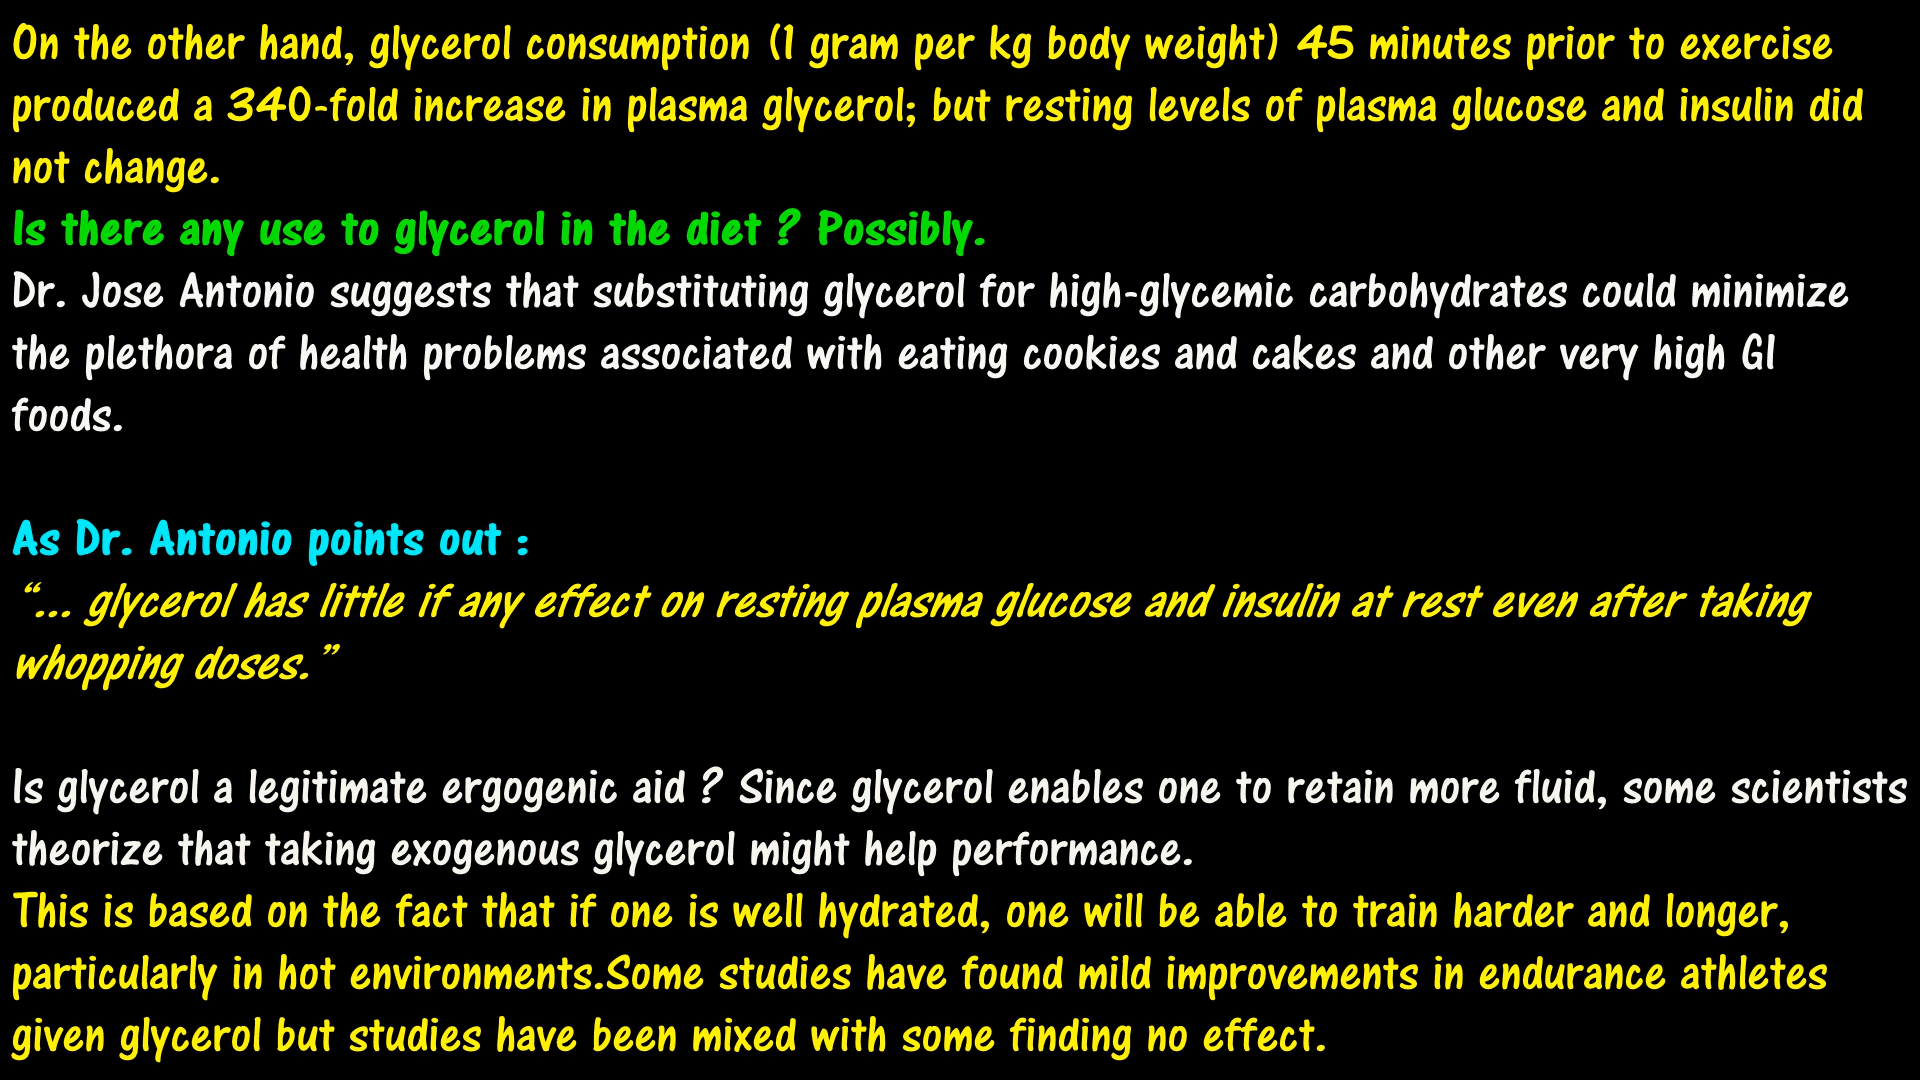 On the other hand, glycerol consumption (1 gram per kg body weight) 45 minutes prior to exercise
produced a 340-fold increase in plasma glycerol; but resting levels of plasma glucose and insulin did
not change.
Is there any use to glycerol in the diet ? Possibly.
Dr. Jose Antonio suggests that substituting glycerol for high-glycemic carbohydrates could minimize
the plethora of health problems associated with eating cookies and cakes and other very high GI
foods.
As Dr. Antonio points out :
“... glycerol has little if any effect on resting plasma glucose and insulin at rest even after taking
whopping doses.”
Is glycerol a legitimate ergogenic aid ? Since glycerol enables one to retain more fluid, some scientists
theorize that taking exogenous glycerol might help performance.
This is based on the fact that if one is well hydrated, one will be able to train harder and longer,
particularly in hot environments.Some studies have found mild improvements in endurance athletes
given glycerol but studies have been mixed with some finding no effect.